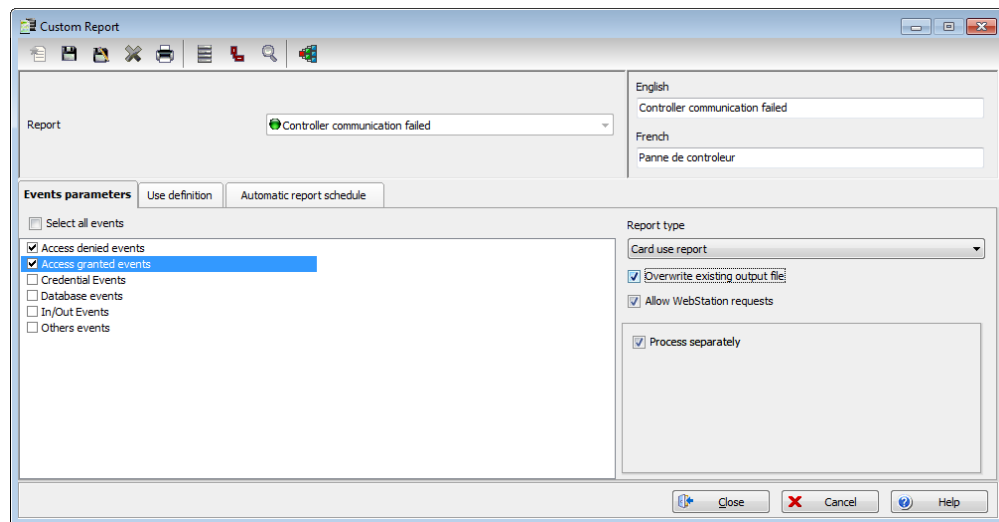 Custom Report
Report
Controller communication failed
English
Controller communication failed
French
Panne de controleur
Events parameters
Use definition
Automatic report schedule
Select all events
Access denied events
Access granted events
Credential Events
Database events
In/Out Events
Others events
Report type
Card use report
Overwrite existing output file
Allow WebStation requests
Process separately
Close
Cancel
Help